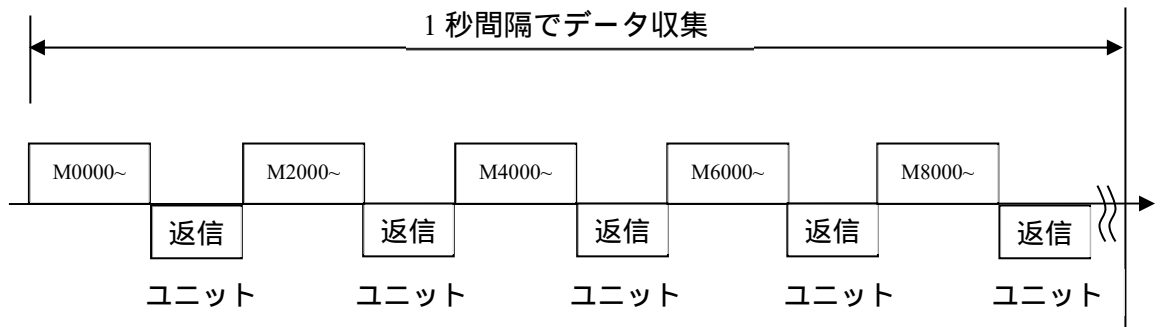 1 秒間隔でデータ収集
M0000~ M2000~ M4000~ M6000~ M8000~
返信 返信 返信 返信 返信
ユニット ユニット ユニット ユニット ユニット